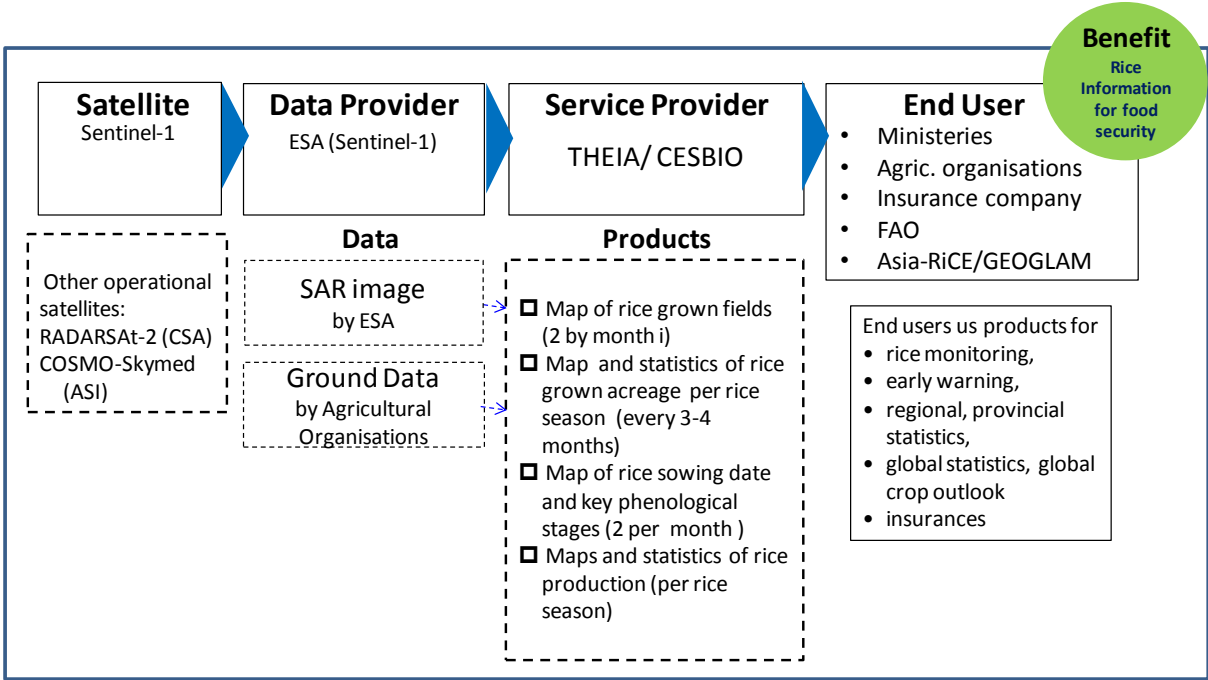 Benefit
Rice
Information
for food
security
Satellite
Sentinel-1
Data Provider
ESA (Sentinel-1)
Service Provider
THEIA/ CESBIO
End User
• Ministeries
• Agric. organisations
• Insurance company
• FAO
• Asia-RiCE/GEOGLAM
Other operational
satellites:
RADARSAt-2 (CSA)
COSMO-Skymed
(ASI)
Data
SAR image
by ESA
Ground Data
by Agricultural
Organisations
Products
Map of rice grown fields
(2 by month i)
Map and statistics of rice
grown acreage per rice
season (every 3-4
months)
Map of rice sowing date
and key phenological
stages (2 per month )
Maps and statistics of rice
production (per rice
season)
End users us products for
• rice monitoring,
• early warning,
• regional, provincial
statistics,
• global statistics, global
crop outlook
• insurances